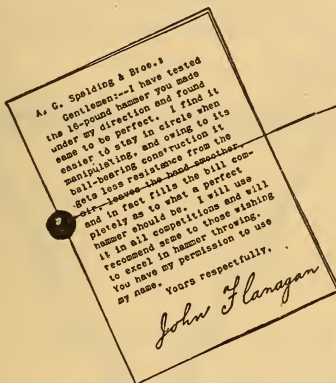 A. G. Spelding & Broe.:
Gentlemen:--I have tested
the 16-pound hammer you made
under my direction and found
same to be perfect. I find it
easier to stay in circle when
manipulating, and owing to its
ball-bearing construction it
gets less resistance from the
air, leaves the hand smoother,
and in fact fills the bill com-
pletely as to what a perfect
hammer should be. I will use
it in all competitions and will
recommend same to those wishing
to excel in hammer throwing.
You have my permission to use
my name.
Yours respectfully,
John Flanagan